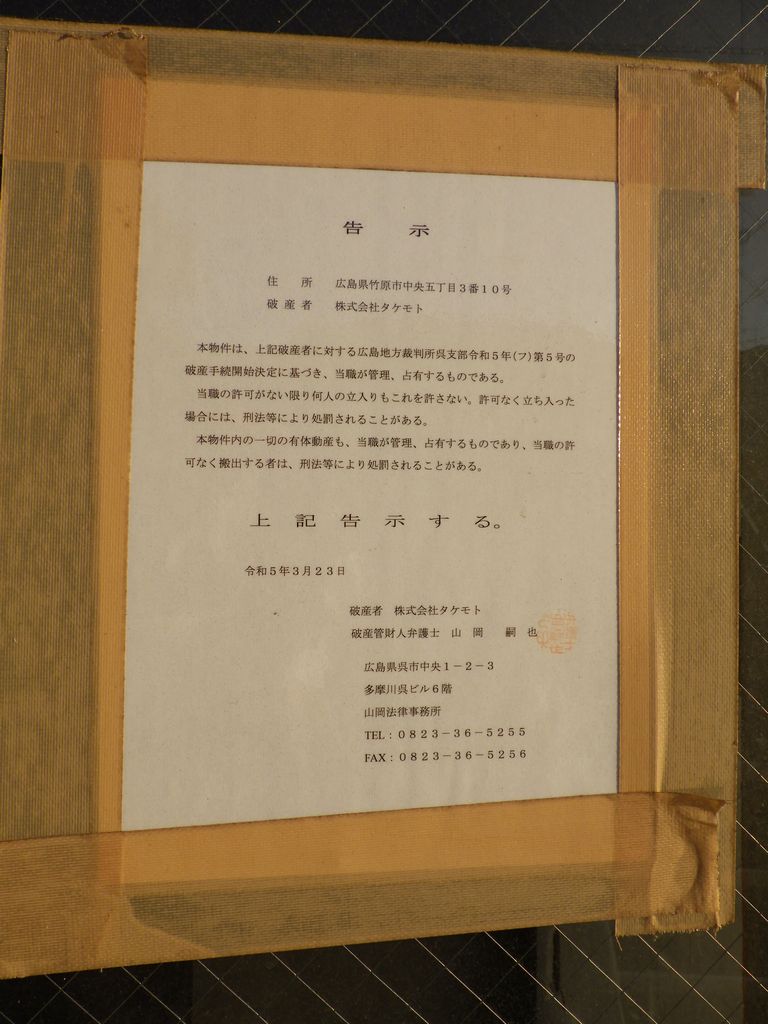 告　示
住　所　広島県竹原市中央五丁目３番１０号
破産者　株式会社タケモト
本物件は、上記破産者に対する広島地方裁判所呉支部令和５年(フ)第５号の
破産手続開始決定に基づき、当職が管理、占有するものである。
当職の許可がない限り何人の立入りもこれを許さない。許可なく立ち入った
場合には、刑法等により処罰されることがある。
本物件内の一切の有体動産も、当職が管理、占有するものであり、当職の許
可なく搬出する者は、刑法等により処罰されることがある。
上記告示する。
令和５年３月２３日
破産者　株式会社タケモト
破産管財人弁護士　山　岡　嗣　也
広島県呉市中央１－２－３
多摩川呉ビル６階
山岡法律事務所
TEL：０８２３－３６－５２５５
FAX：０８２３－３６－５２５６